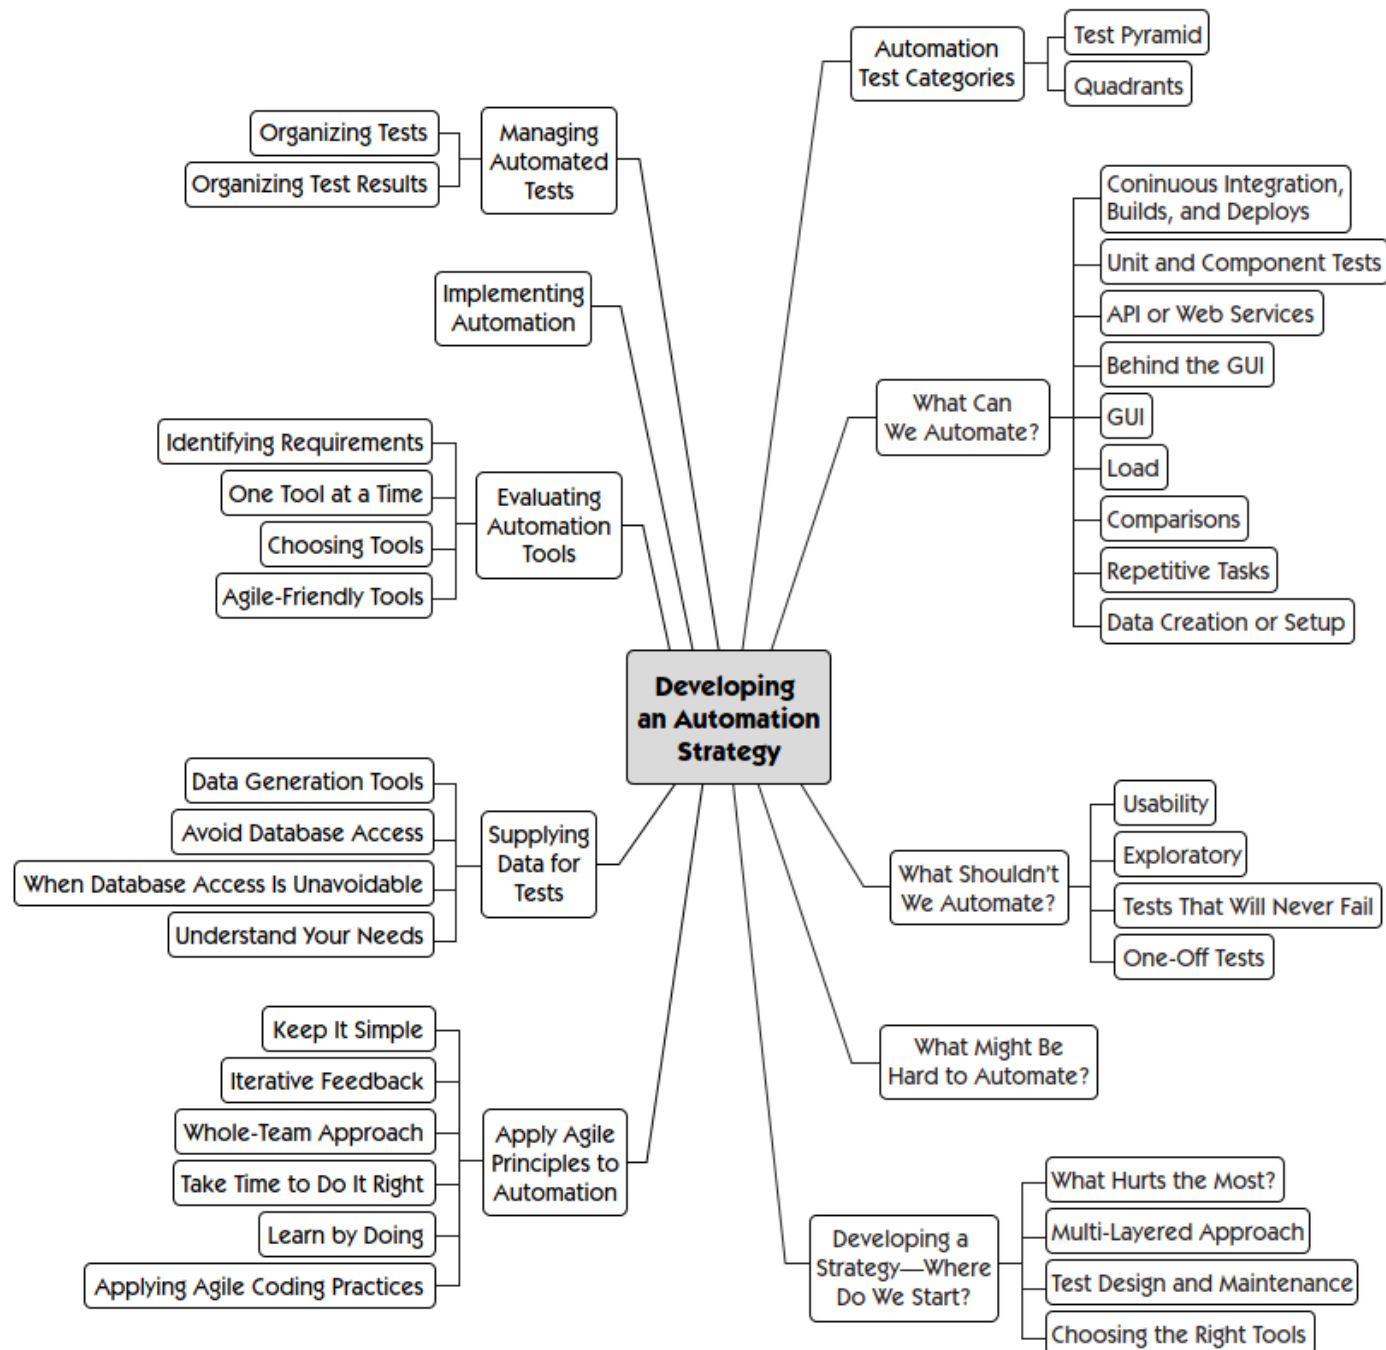 Developing
an Automation
Strategy
Automation
Test Categories
Test Pyramid
Quadrants
What Can
We Automate?
Coninuous Integration,
Builds, and Deploys
Unit and Component Tests
API or Web Services
Behind the GUI
GUI
Load
Comparisons
Repetitive Tasks
Data Creation or Setup
What Shouldn't
We Automate?
Usability
Exploratory
Tests That Will Never Fail
One-Off Tests
What Might Be
Hard to Automate?
Developing a
Strategy—Where
Do We Start?
What Hurts the Most?
Multi-Layered Approach
Test Design and Maintenance
Choosing the Right Tools
Managing
Automated
Tests
Organizing Tests
Organizing Test Results
Implementing
Automation
Evaluating
Automation
Tools
Identifying Requirements
One Tool at a Time
Choosing Tools
Agile-Friendly Tools
Supplying
Data for
Tests
Data Generation Tools
Avoid Database Access
When Database Access Is Unavoidable
Understand Your Needs
Apply Agile
Principles to
Automation
Keep It Simple
Iterative Feedback
Whole-Team Approach
Take Time to Do It Right
Learn by Doing
Applying Agile Coding Practices